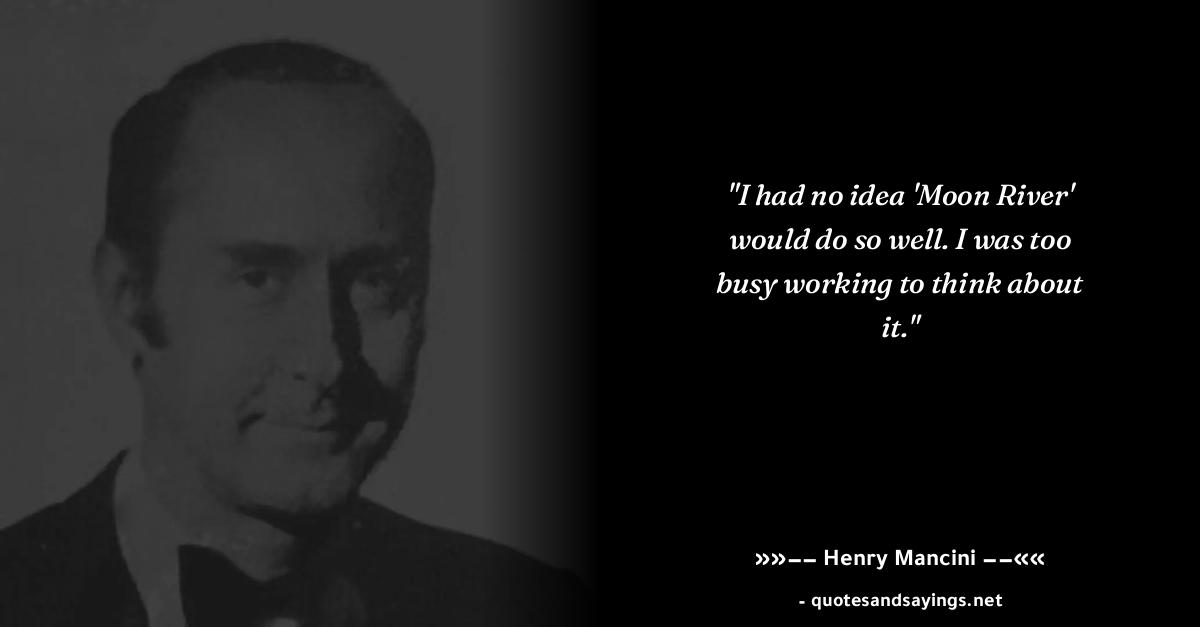 "I had no idea 'Moon River'
would do so well. I was too
busy working to think about
it."
»»−− Henry Mancini −−««
- quotesandsayings.net